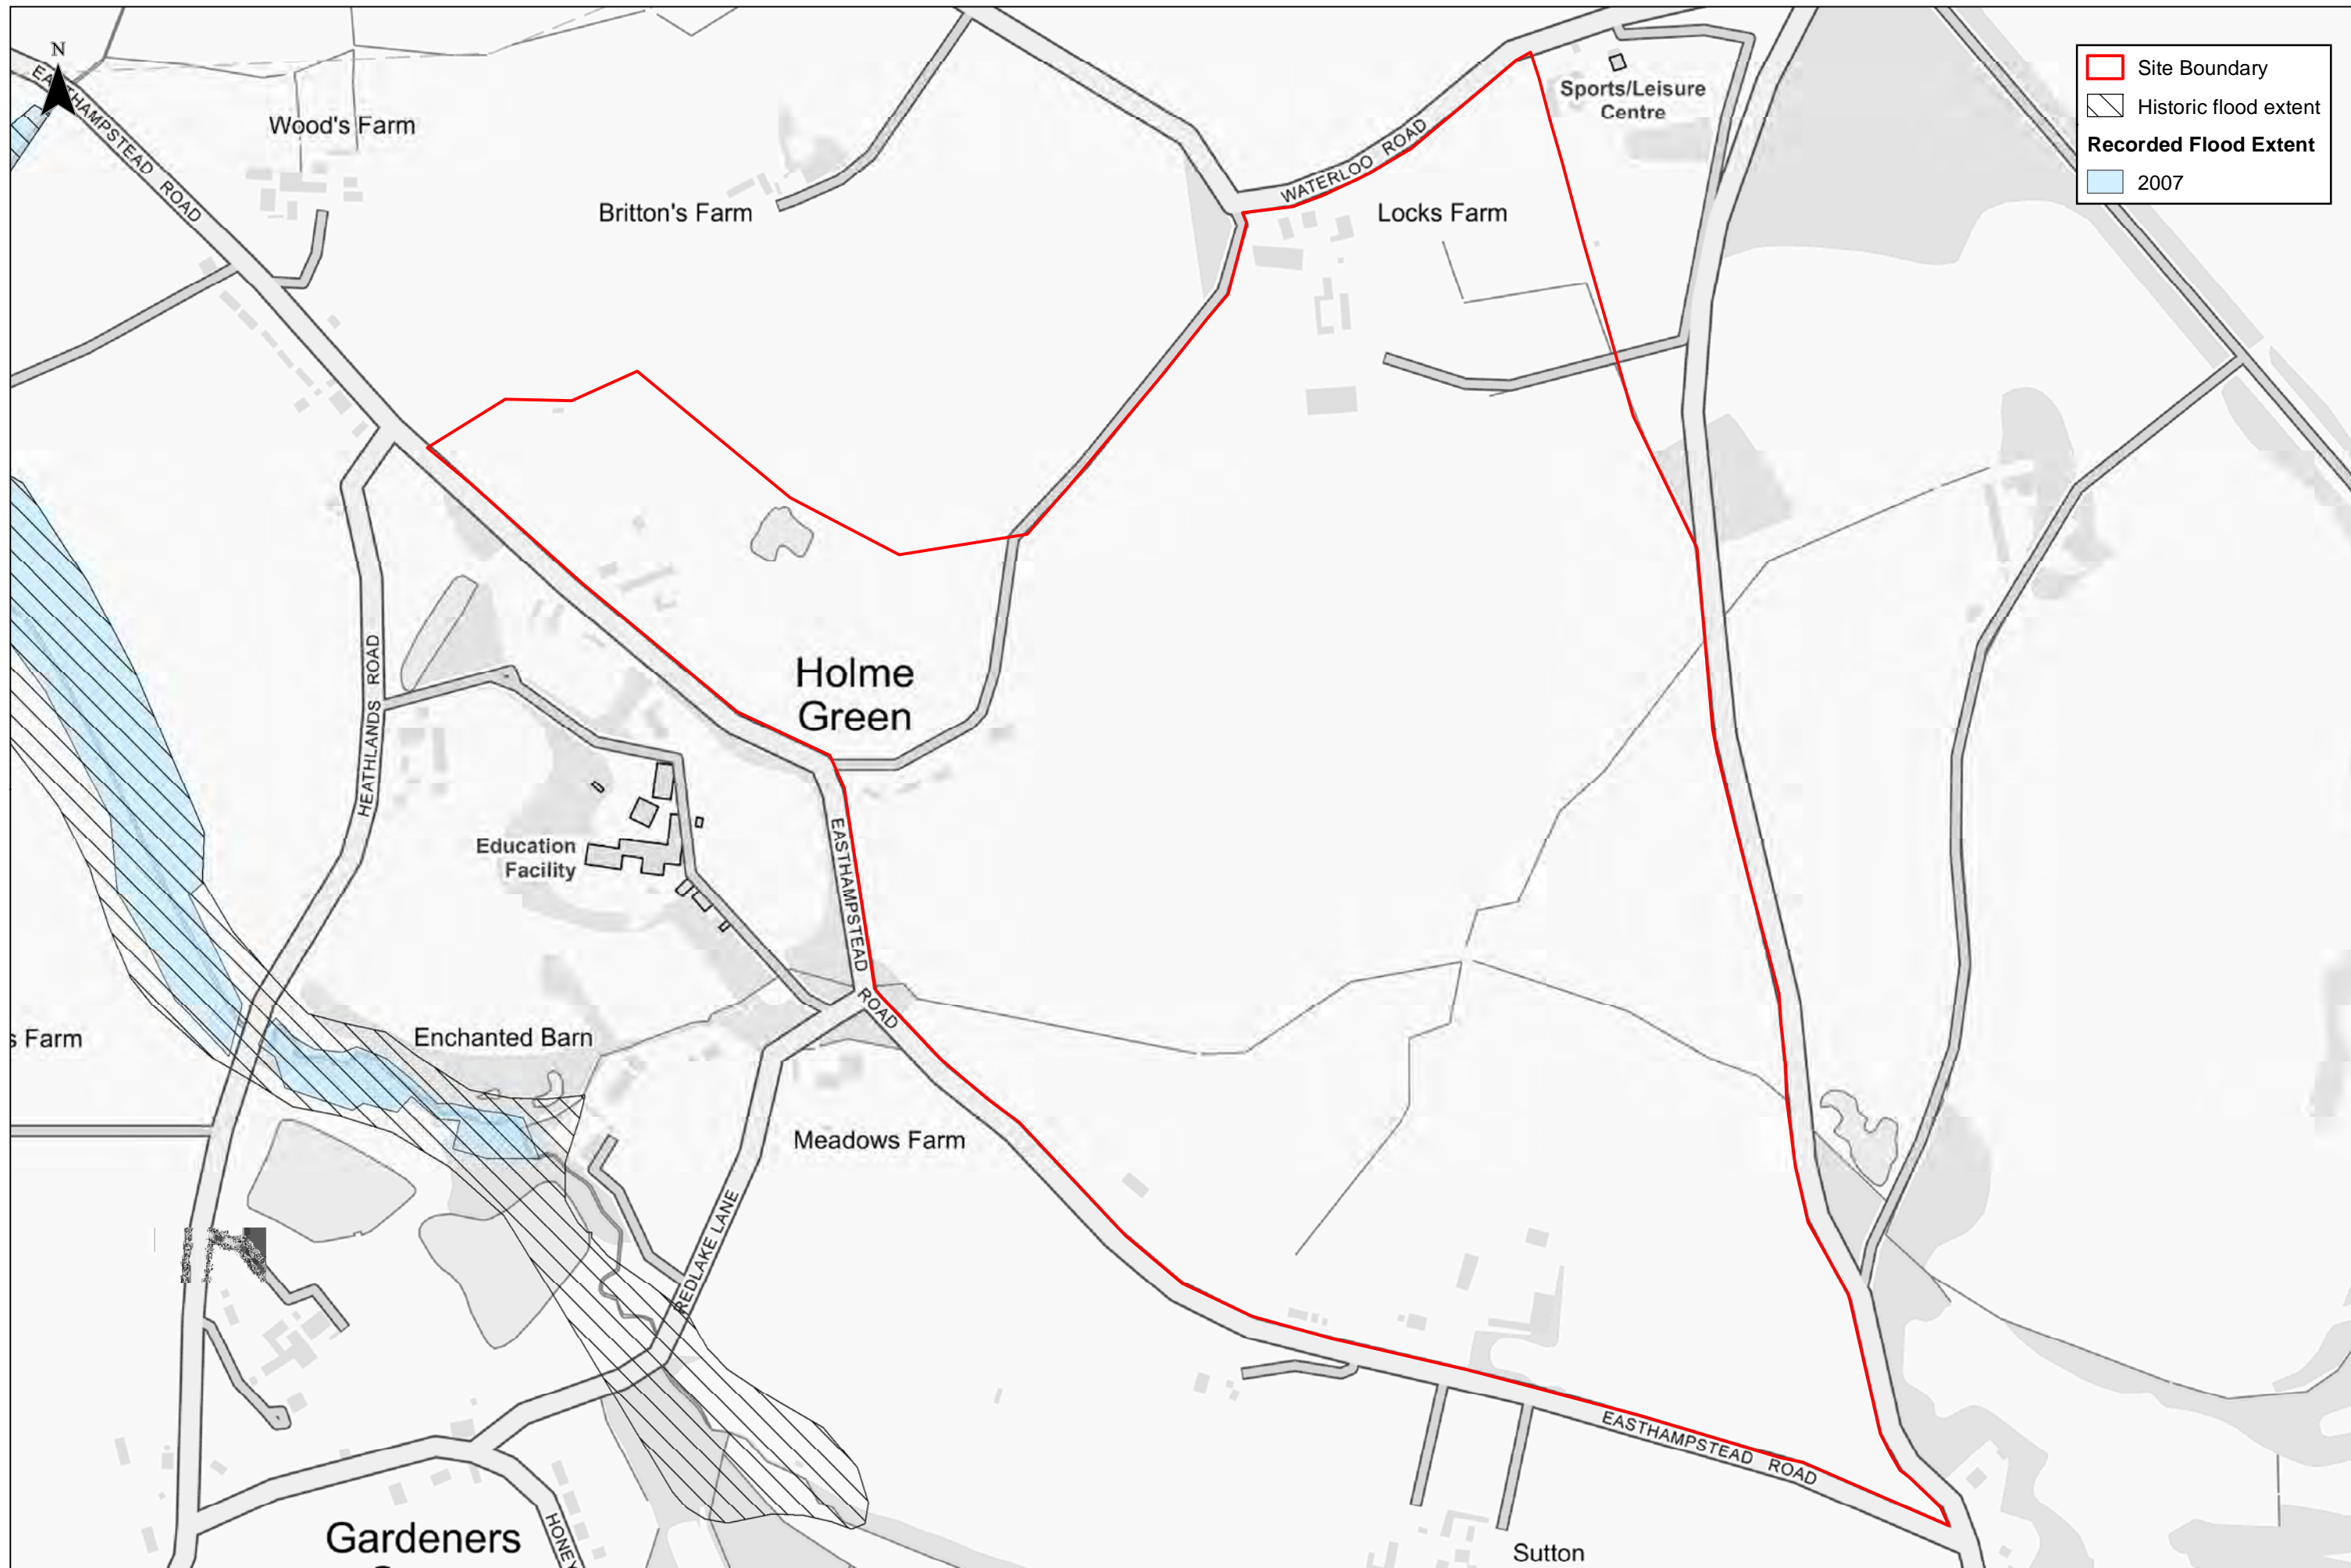 N
EASTHAMPSTEAD ROAD
Wood's Farm
Britton's Farm
WATERLOO ROAD
Sports/Leisure
Centre
Locks Farm
Site Boundary
Historic flood extent
Recorded Flood Extent
2007
HEATHLANDS ROAD
Holme
Green
Education
Facility
EASTHAMPSTEAD
ROAD
s Farm
Enchanted Barn
Meadows Farm
REDLAKE LANE
EASTHAMPSTEAD ROAD
Gardeners
HONEY
Sutton